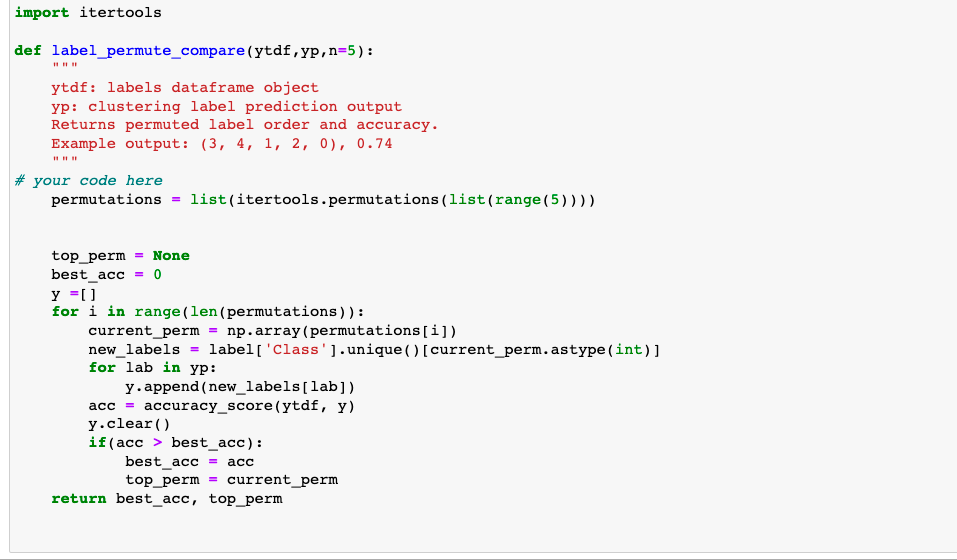 import itertools
def label_permute_compare(ytdf,yp,n=5):
    """
    ytdf: labels dataframe object
    yp: clustering label prediction output
    Returns permuted label order and accuracy.
    Example output: (3, 4, 1, 2, 0), 0.74
    """
# your code here
    permutations = list(itertools.permutations(list(range(5))))
    top_perm = None
    best_acc = 0
    y =[]
    for i in range(len(permutations)):
        current_perm = np.array(permutations[i])
        new_labels = label['Class'].unique()[current_perm.astype(int)]
        for lab in yp:
            y.append(new_labels[lab])
        acc = accuracy_score(ytdf, y)
        y.clear()
        if(acc > best_acc):
            best_acc = acc
            top_perm = current_perm
    return best_acc, top_perm